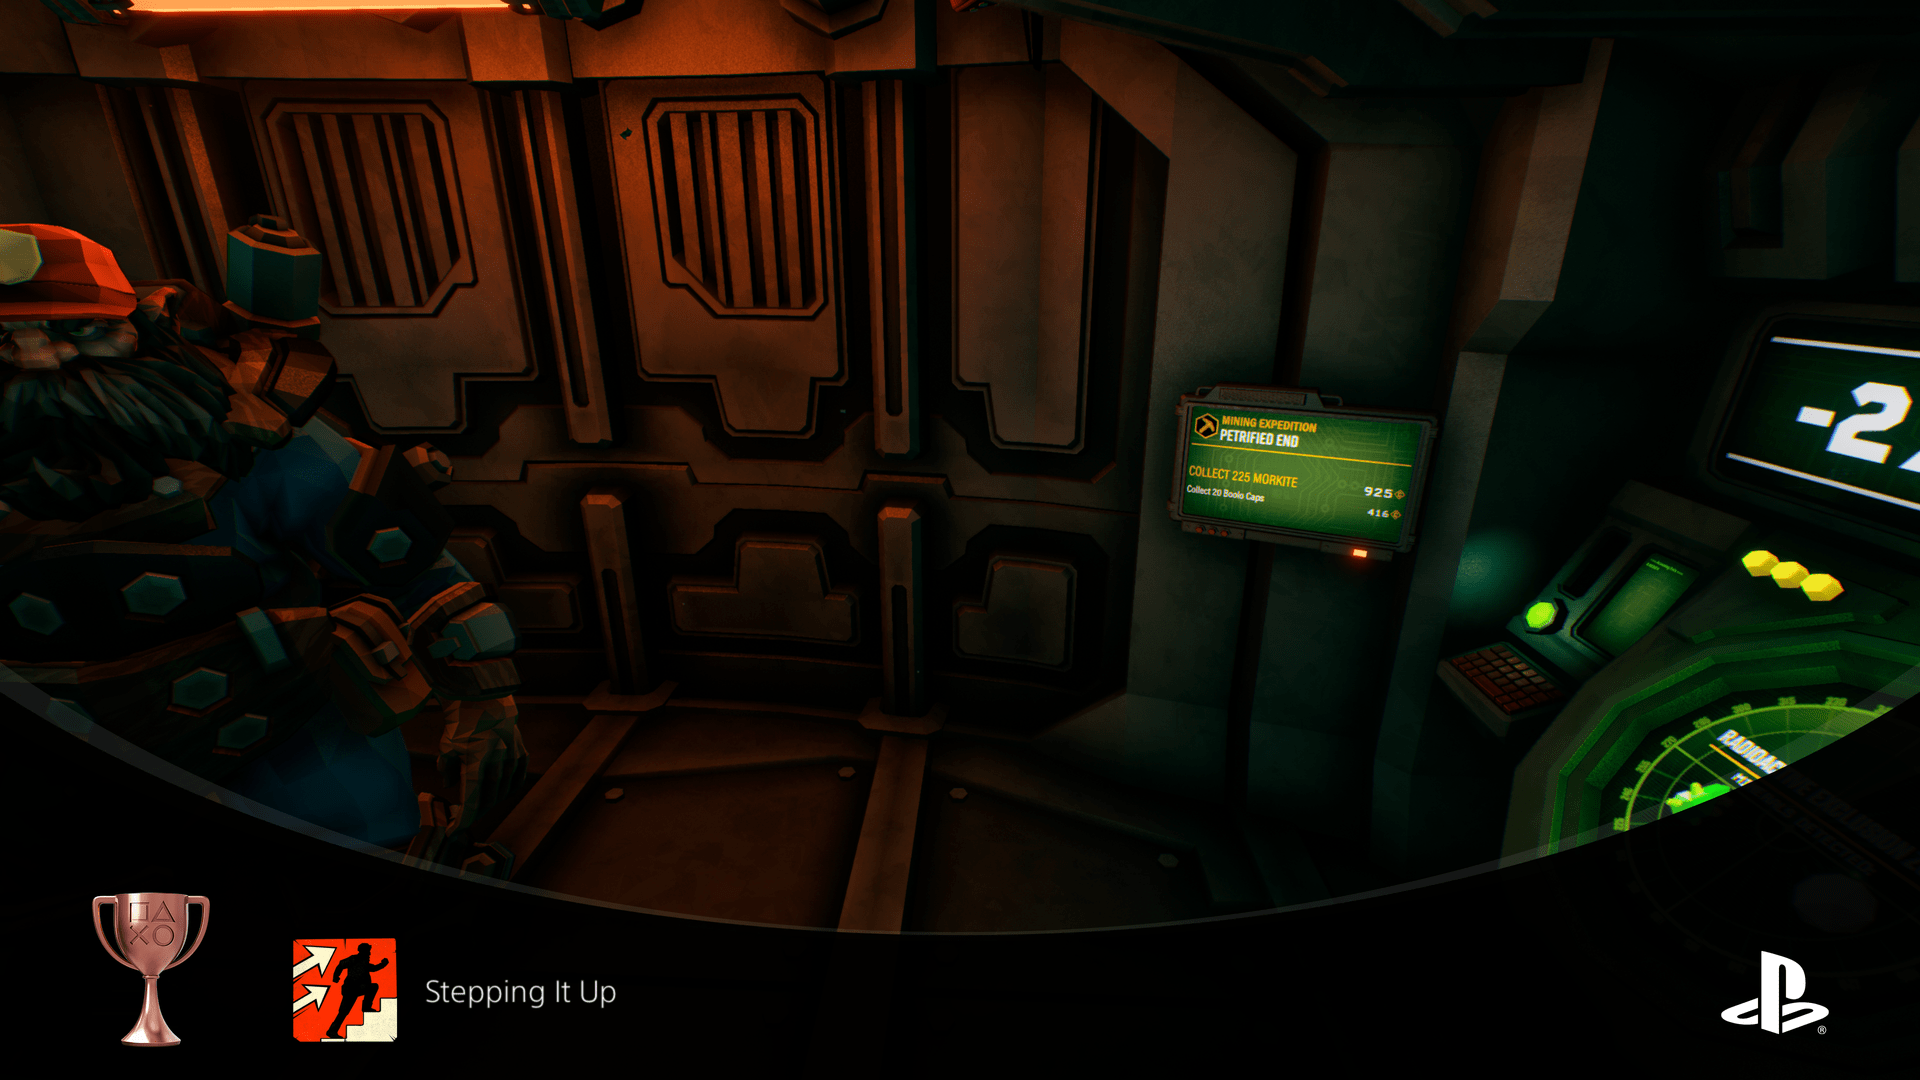 MINING EXPEDITION
PETRIFIED END
COLLECT 225 MORKITE 925
Collect 20 Boolo Caps 416
-2
Stepping It Up